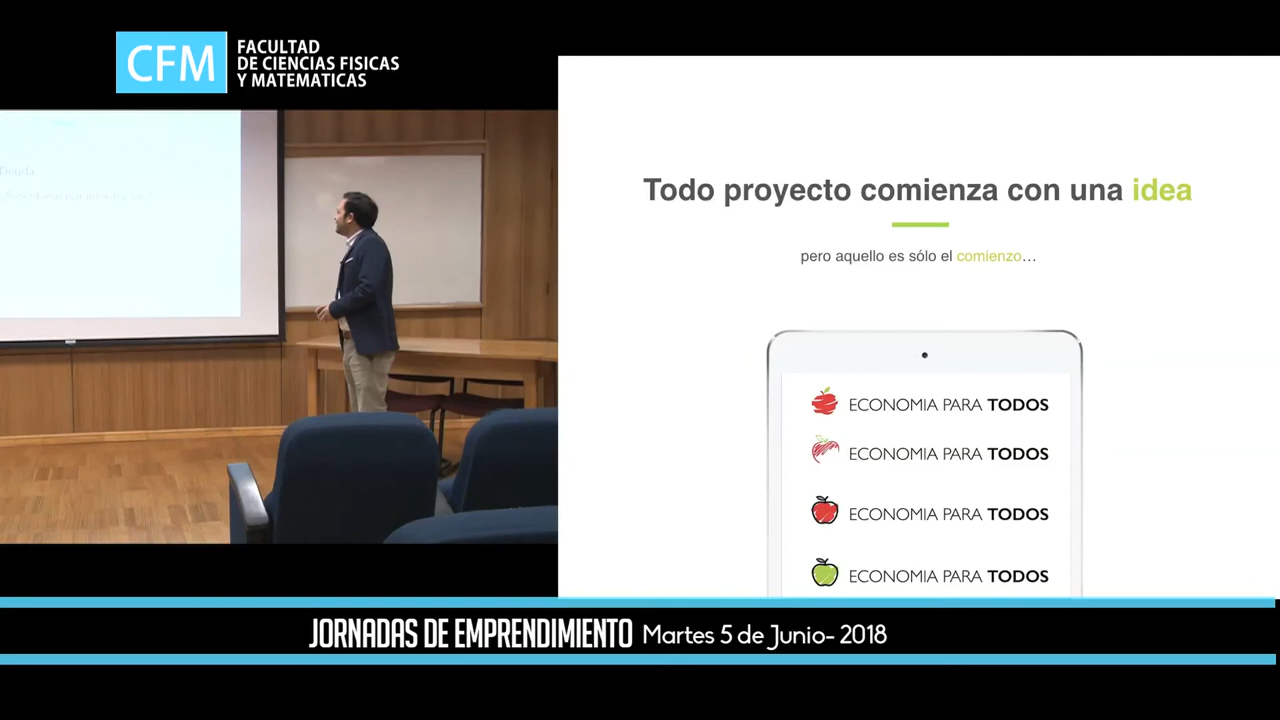 CFM
FACULTAD
DE CIENCIAS FISICAS
Y MATEMATICAS
Todo proyecto comienza con una idea
pero aquello es sólo el comienzo...
ECONOMIA PARA TODOS
ECONOMIA PARA TODOS
ECONOMIA PARA TODOS
ECONOMIA PARA TODOS
JORNADAS DE EMPRENDIMIENTO Martes 5 de Junio- 2018